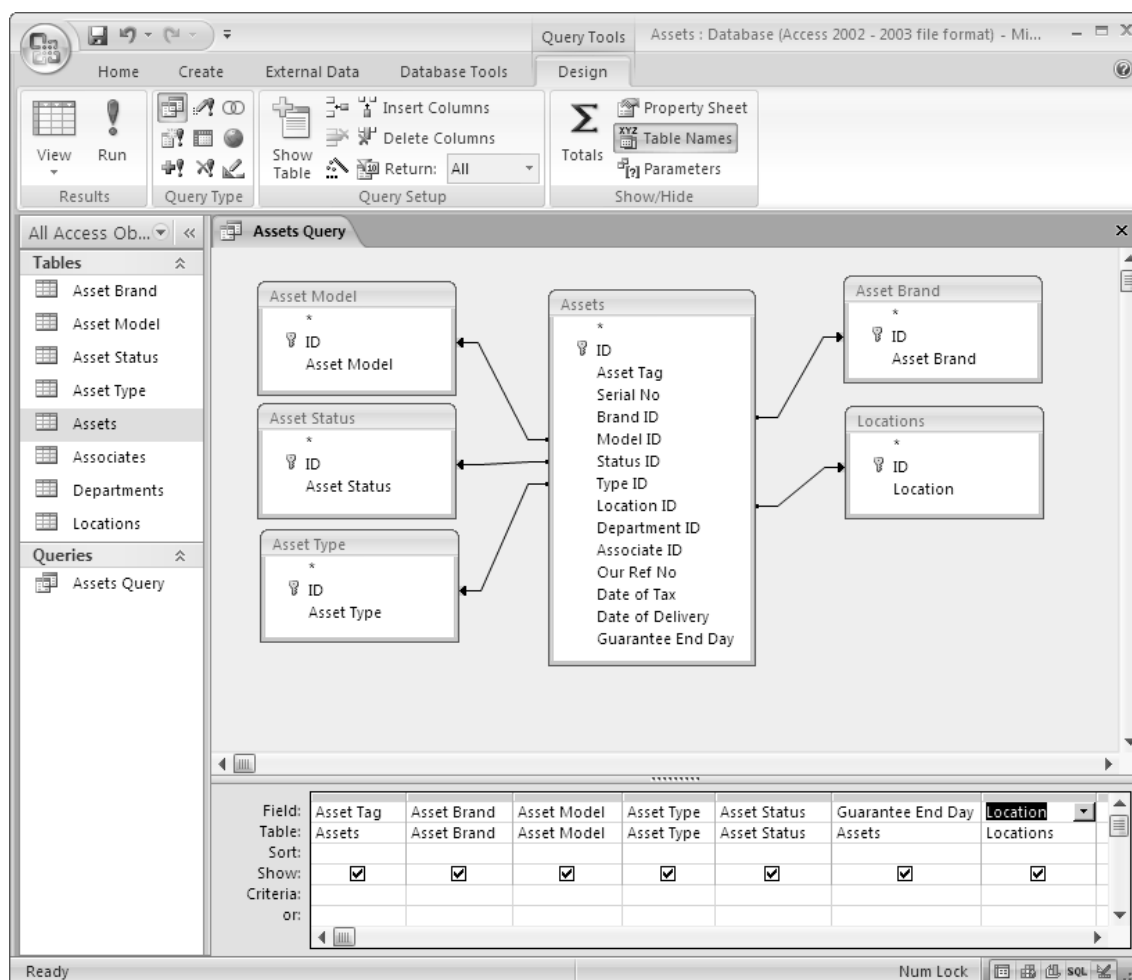 Query Tools
Assets : Database (Access 2002 - 2003 file format) - Mi...
Home Create External Data Database Tools Design
View
Run
Results
Query Type
Show Table
Insert Columns
Delete Columns
Return: All
Query Setup
Σ
Totals
Property Sheet
XYZ Table Names
[?] Parameters
Show/Hide
All Access Ob... «
Tables
Asset Brand
Asset Model
Asset Status
Asset Type
Assets
Associates
Departments
Locations
Queries
Assets Query
Assets Query
Asset Model
*
ID
Asset Model
Asset Status
*
ID
Asset Status
Asset Type
*
ID
Asset Type
Assets
*
ID
Asset Tag
Serial No
Brand ID
Model ID
Status ID
Type ID
Location ID
Department ID
Associate ID
Our Ref No
Date of Tax
Date of Delivery
Guarantee End Day
Asset Brand
*
ID
Asset Brand
Locations
*
ID
Location
Field: Asset Tag Asset Brand Asset Model Asset Type Asset Status Guarantee End Day Location
Table: Assets Asset Brand Asset Model Asset Type Asset Status Assets Locations
Sort:
Show:
Criteria:
or:
Ready Num Lock SQL